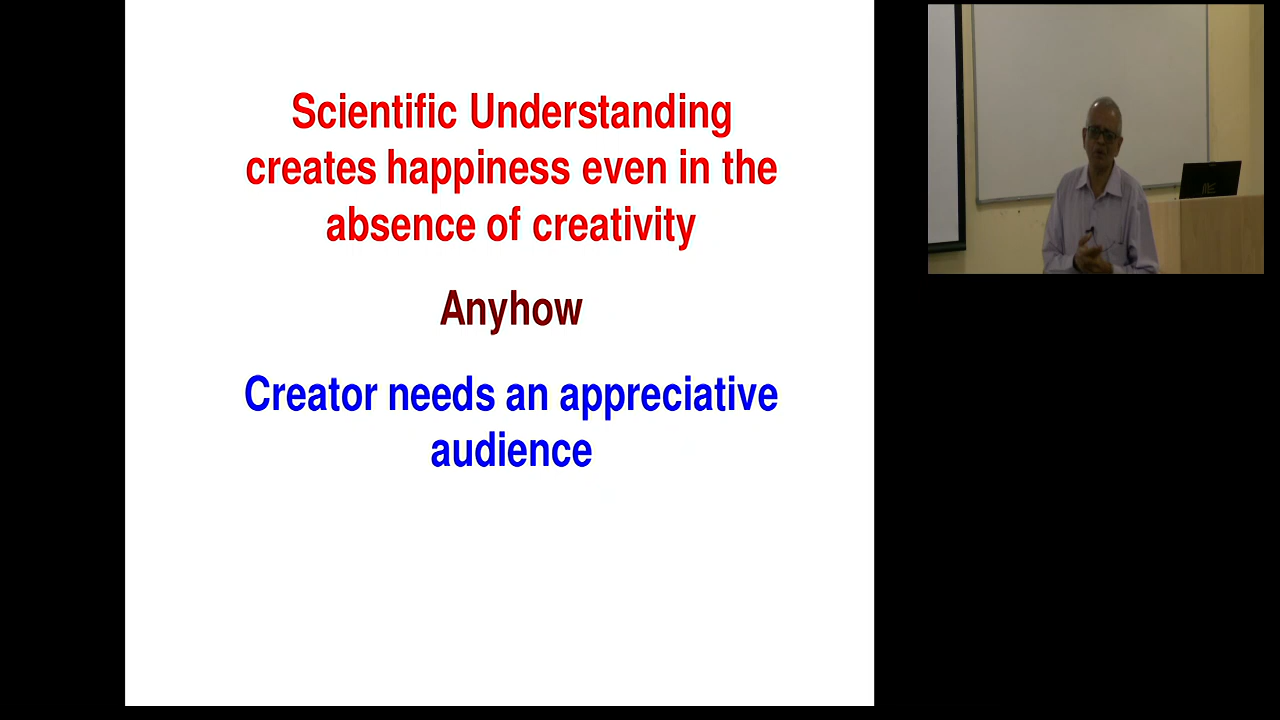 Scientific Understanding
creates happiness even in the
absence of creativity
Anyhow
Creator needs an appreciative
audience